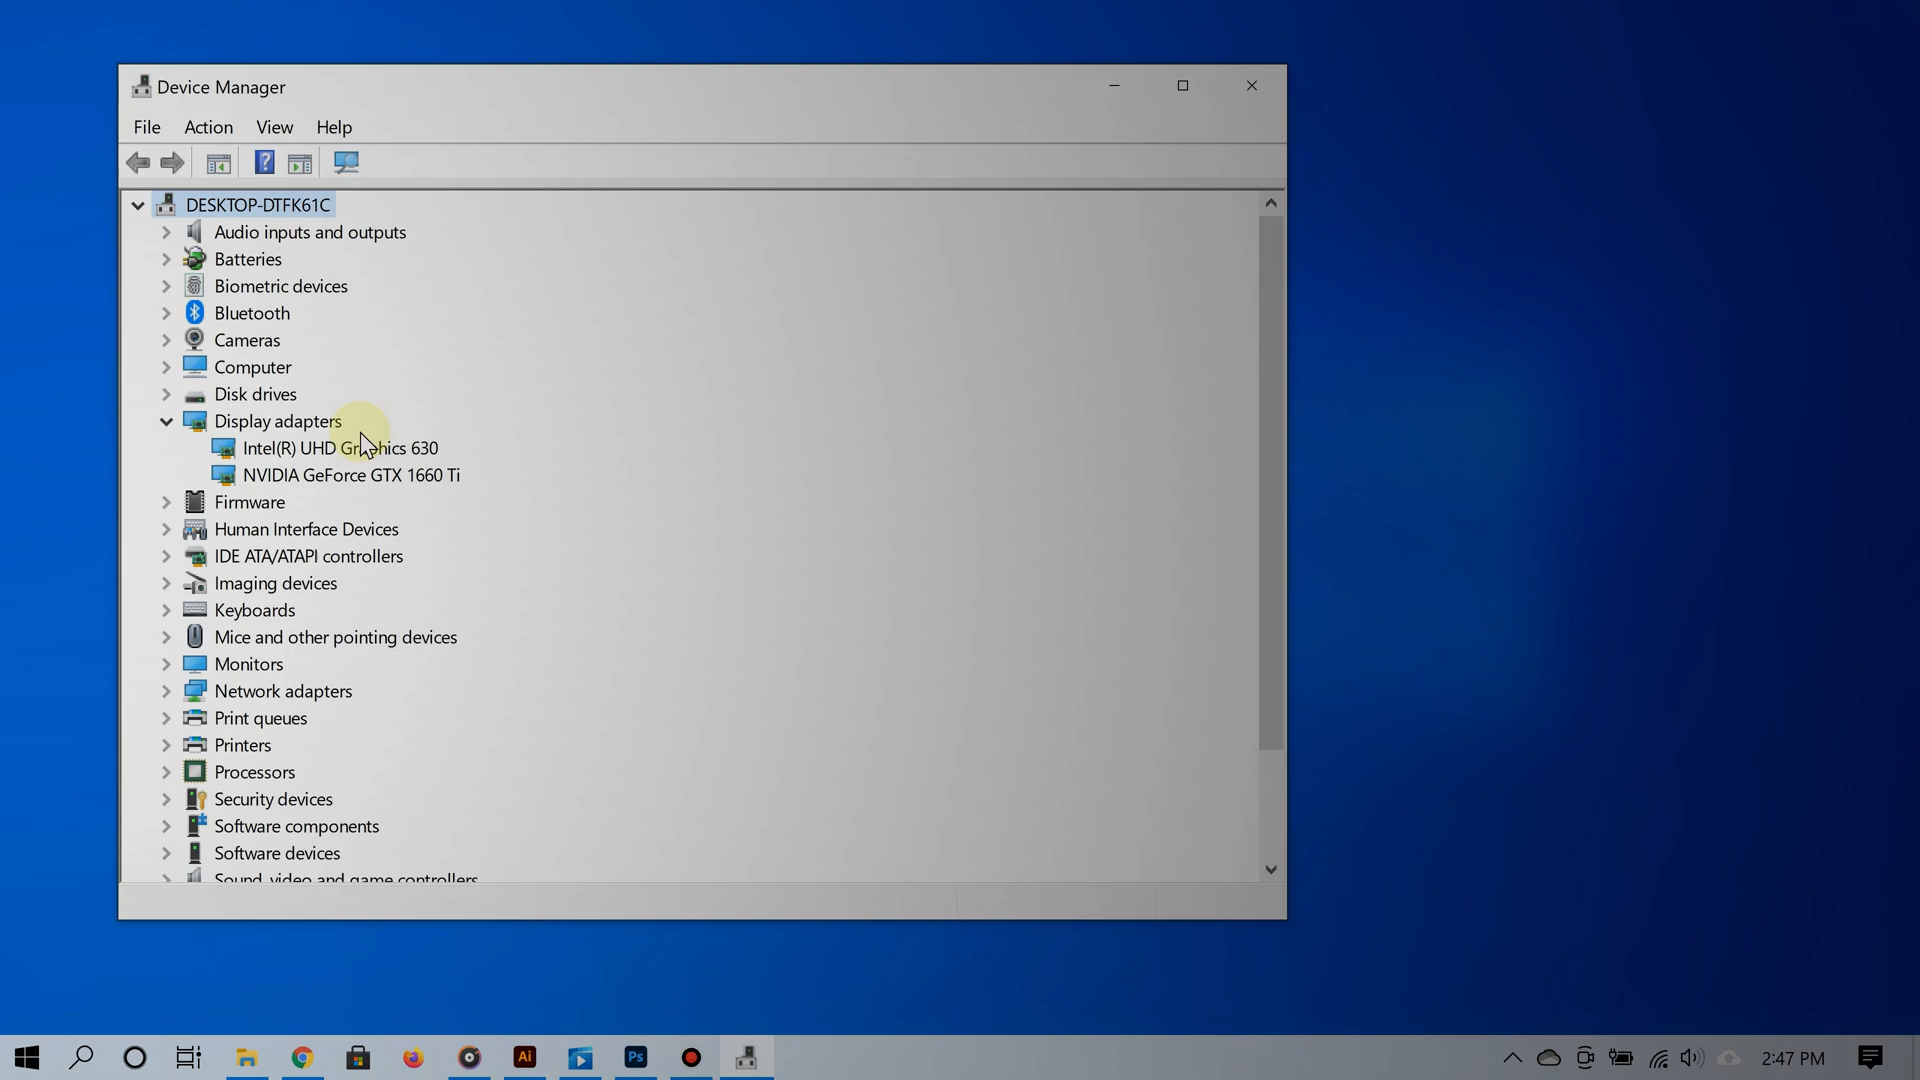 Device Manager
File Action View Help
DESKTOP-DTFK61C
Audio inputs and outputs
Batteries
Biometric devices
Bluetooth
Cameras
Computer
Disk drives
Display adapters
Intel(R) UHD Graphics 630
NVIDIA GeForce GTX 1660 Ti
Firmware
Human Interface Devices
IDE ATA/ATAPI controllers
Imaging devices
Keyboards
Mice and other pointing devices
Monitors
Network adapters
Print queues
Printers
Processors
Security devices
Software components
Software devices
Sound, video and game controllers
Ai Ps 2:47 PM